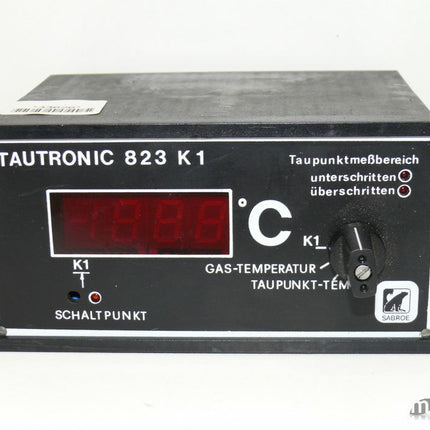 TAUTRONIC 823 K1
Taupunktmeßbereich
unterschritten
überschritten
°C
K1
GAS-TEMPERATUR
TAUPUNKT-TEM
K1
SCHALTPUNKT
SABROE